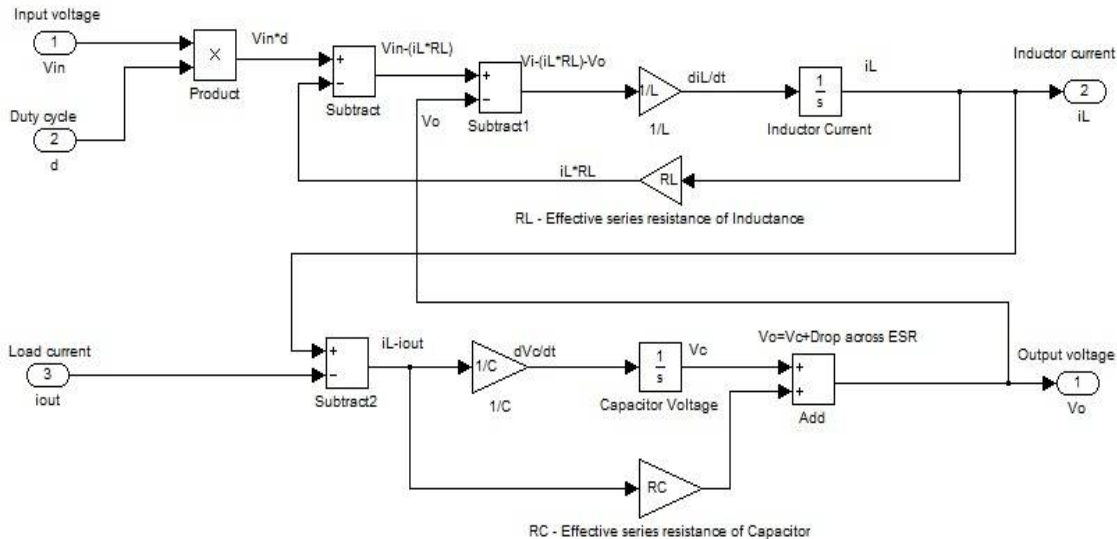 Input voltage
1
Vin
Vin*d
×
Product
Duty cycle
2
d
Vin-(iL*RL)
+
−
Subtract
Vi-(iL*RL)-Vo
+
−
Vo
Subtract1
1/L
1/L
diL/dt
1
s
Inductor Current
iL
Inductor current
2
iL
iL*RL
RL
RL - Effective series resistance of Inductance
Load current
3
iout
+
−
Subtract2
iL-iout
1/C
1/C
dVc/dt
1
s
Capacitor Voltage
Vc
Vo=Vc+Drop across ESR
+
+
Add
Output voltage
1
Vo
RC
RC - Effective series resistance of Capacitor